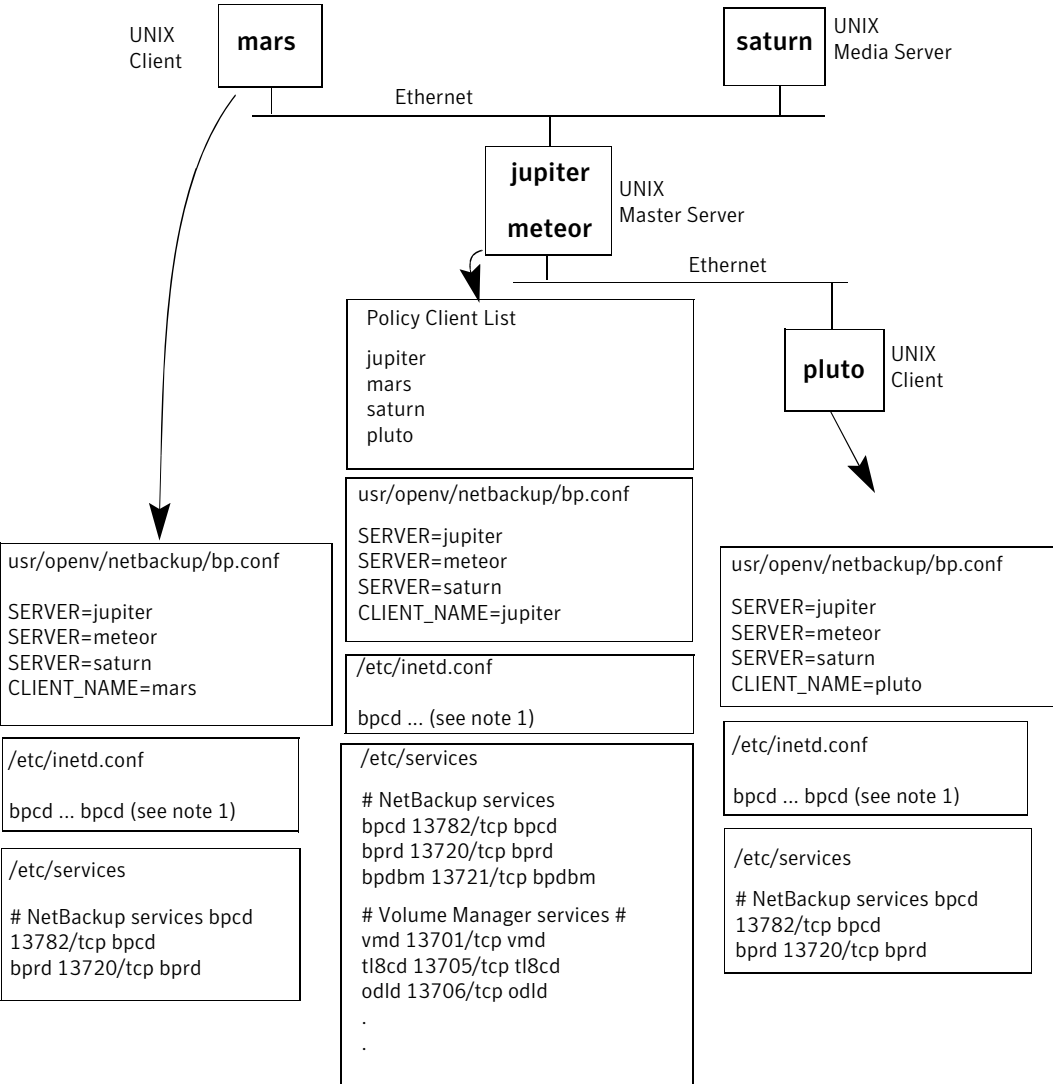 UNIX
Client
mars
saturn
UNIX
Media Server
Ethernet
jupiter
meteor
UNIX
Master Server
Ethernet
pluto
UNIX
Client
Policy Client List
jupiter
mars
saturn
pluto
usr/openv/netbackup/bp.conf
SERVER=jupiter
SERVER=meteor
SERVER=saturn
CLIENT_NAME=mars
/etc/inetd.conf
bpcd ... bpcd (see note 1)
/etc/services
# NetBackup services bpcd
13782/tcp bpcd
bprd 13720/tcp bprd
usr/openv/netbackup/bp.conf
SERVER=jupiter
SERVER=meteor
SERVER=saturn
CLIENT_NAME=jupiter
/etc/inetd.conf
bpcd ... (see note 1)
/etc/services
# NetBackup services
bpcd 13782/tcp bpcd
bprd 13720/tcp bprd
bpdbm 13721/tcp bpdbm
# Volume Manager services #
vmd 13701/tcp vmd
tl8cd 13705/tcp tl8cd
odld 13706/tcp odld
.
.
usr/openv/netbackup/bp.conf
SERVER=jupiter
SERVER=meteor
SERVER=saturn
CLIENT_NAME=pluto
/etc/inetd.conf
bpcd ... bpcd (see note 1)
/etc/services
# NetBackup services bpcd
13782/tcp bpcd
bprd 13720/tcp bprd